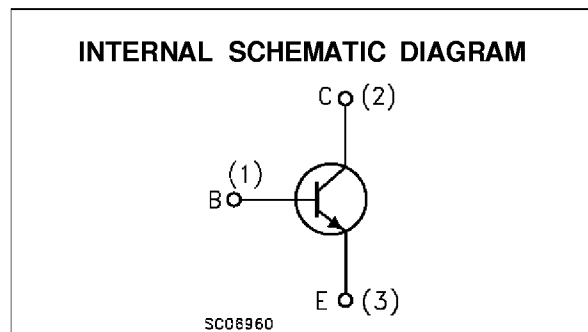 INTERNAL SCHEMATIC DIAGRAM
C (2)
(1)
B
E (3)
SC08960